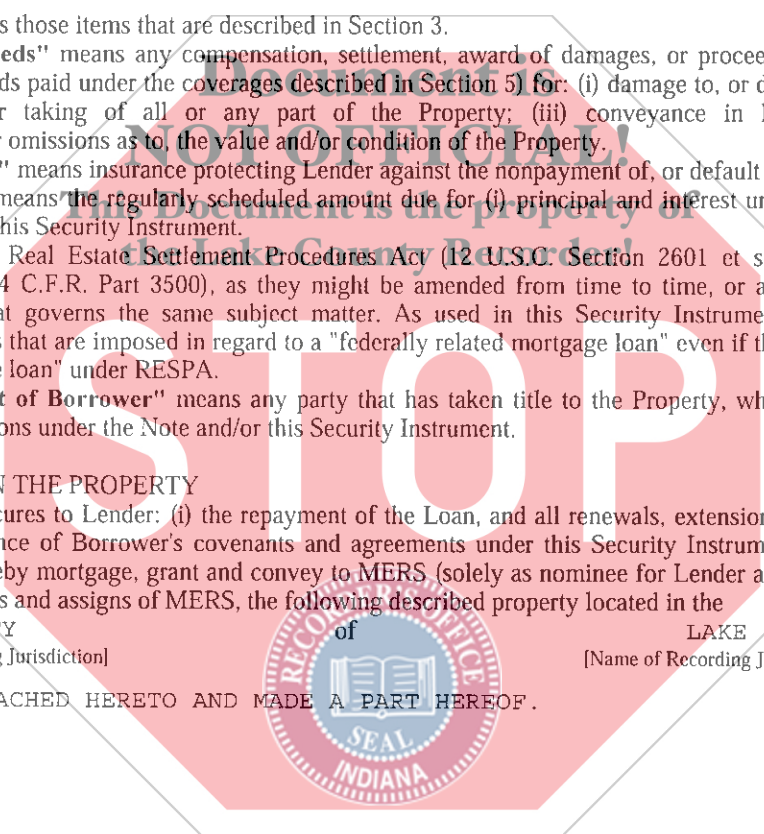 s those items that are described in Section 3.
eds" means any compensation, settlement, award of damages, or procee
ds paid under the coverages described in Section 5) for: (i) damage to, or d
r taking of all or any part of the Property; (iii) conveyance in l
r omissions as to, the value and/or condition of the Property.
" means insurance protecting Lender against the nonpayment of, or default
means the regularly scheduled amount due for (i) principal and interest un
his Security Instrument.
Real Estate Settlement Procedures Act (12 U.S.C. Section 2601 et s
4 C.F.R. Part 3500), as they might be amended from time to time, or a
at governs the same subject matter. As used in this Security Instrume
s that are imposed in regard to a "federally related mortgage loan" even if th
e loan" under RESPA.
t of Borrower" means any party that has taken title to the Property, wh
ons under the Note and/or this Security Instrument.
N THE PROPERTY
cures to Lender: (i) the repayment of the Loan, and all renewals, extension
nce of Borrower's covenants and agreements under this Security Instrum
eby mortgage, grant and convey to MERS (solely as nominee for Lender a
s and assigns of MERS, the following described property located in the
Y of LAKE
g Jurisdiction] [Name of Recording J
ACHED HERETO AND MADE A PART HEREOF.
Document is
NOT OFFICIAL!
This Document is the property of
the Lake County Recorder!
STOP
RECORDER'S OFFICE
SEAL
INDIANA